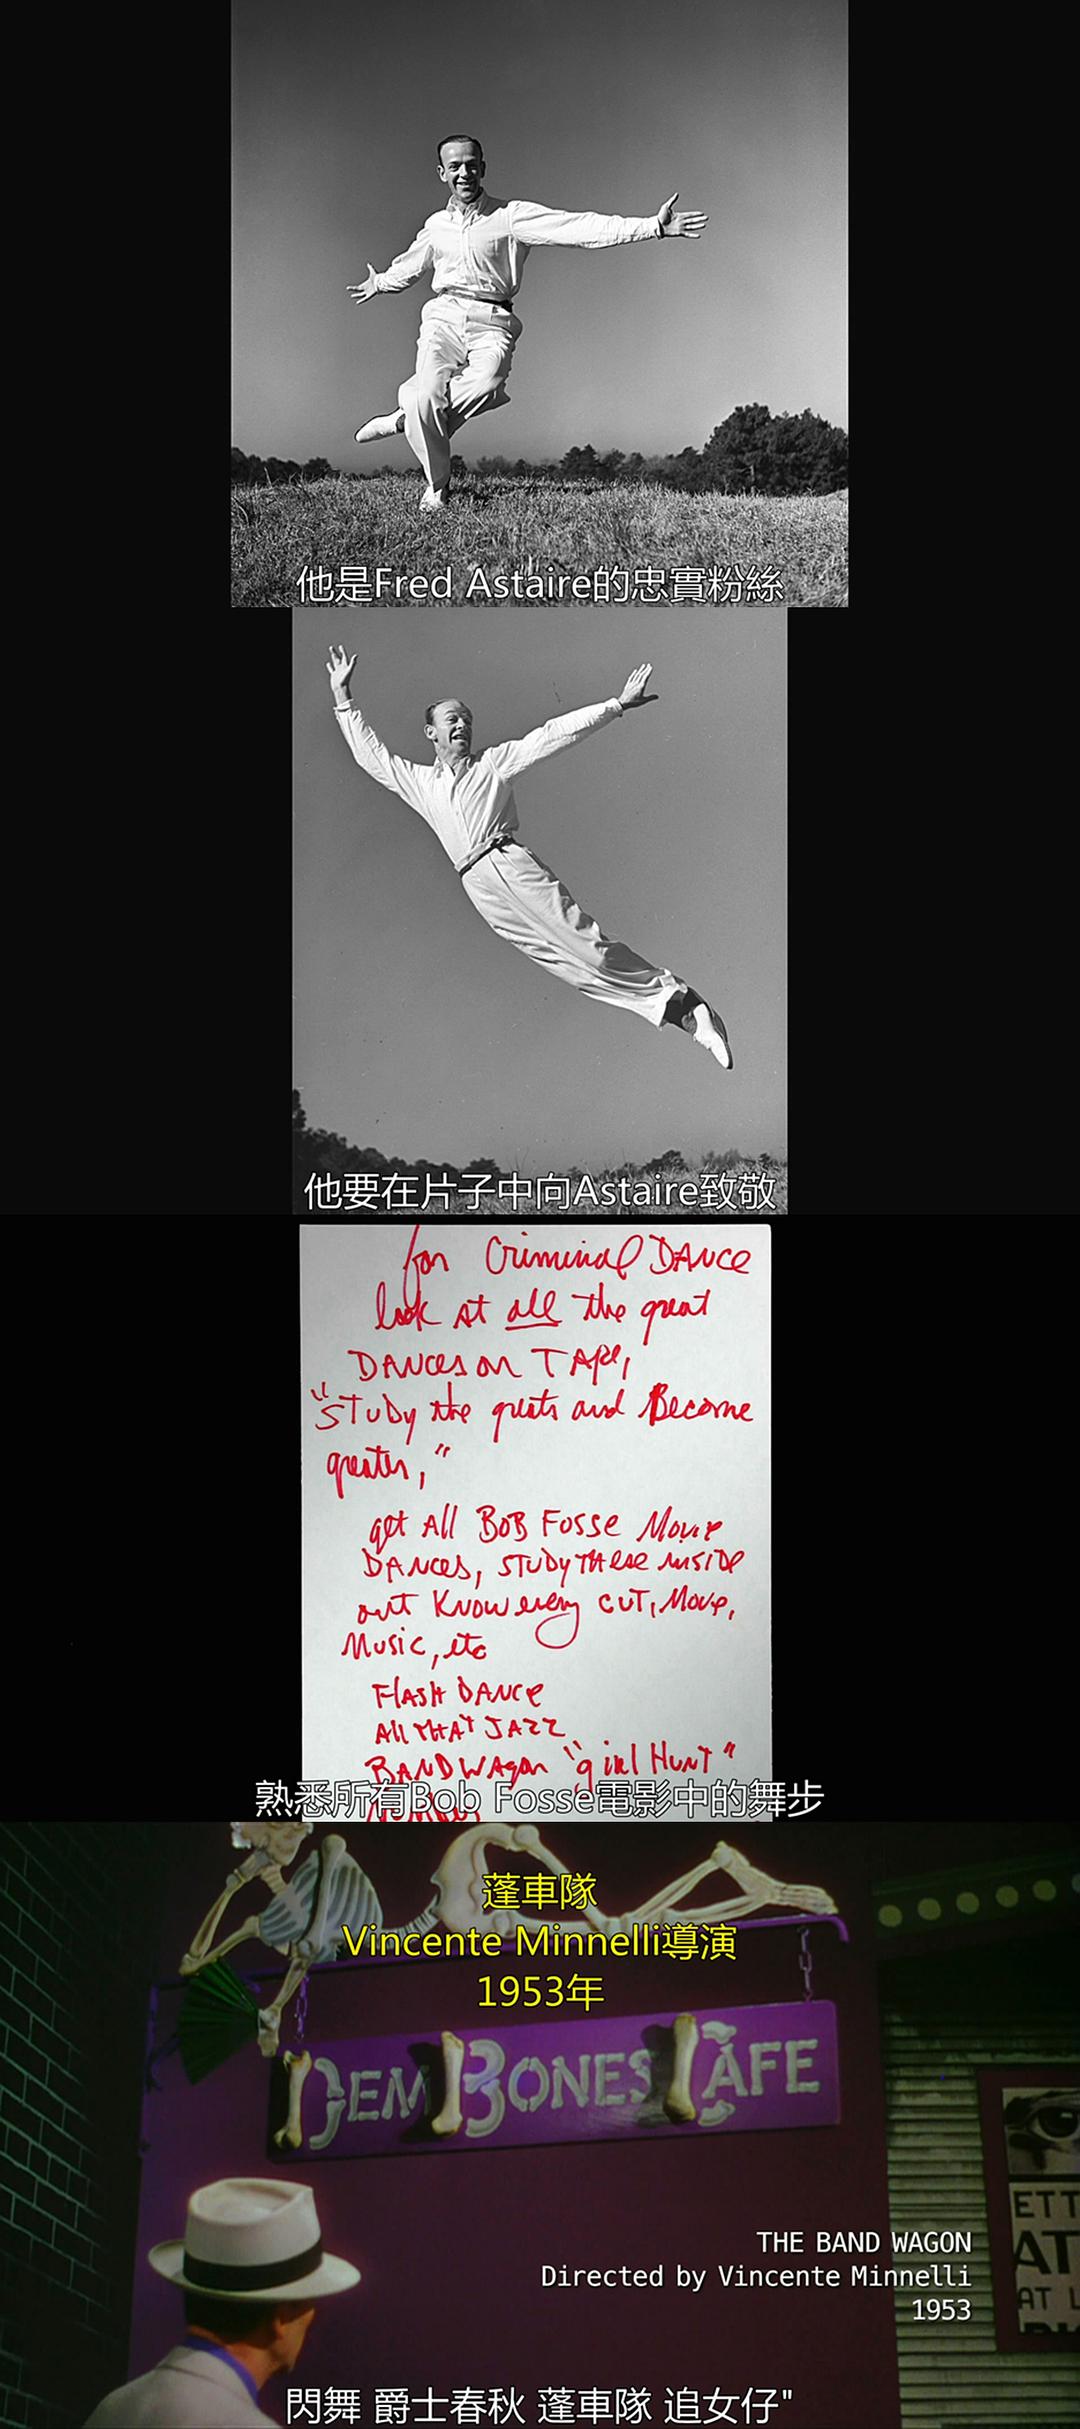 他是Fred Astaire的忠實粉絲
他要在片子中向Astaire致敬
for Criminal DANCE
look at all the great
DANCES on TAPE,
"STUDY the greats and Become
greater,"
get All BOB FOSSE Movie
DANCES, STUDY THese inside
out Know every CUT, Move,
Music, etc
FLASH DANCE
All THAT JAZZ
BAND WAgon "girl HUNT"
熟悉所有Bob Fosse電影中的舞步
蓬車隊
Vincente Minnelli導演
1953年
DEM BONES CAFE
ETT
AT
AT L
THE BAND WAGON
Directed by Vincente Minnelli
1953
閃舞 爵士春秋 蓬車隊 追女仔"